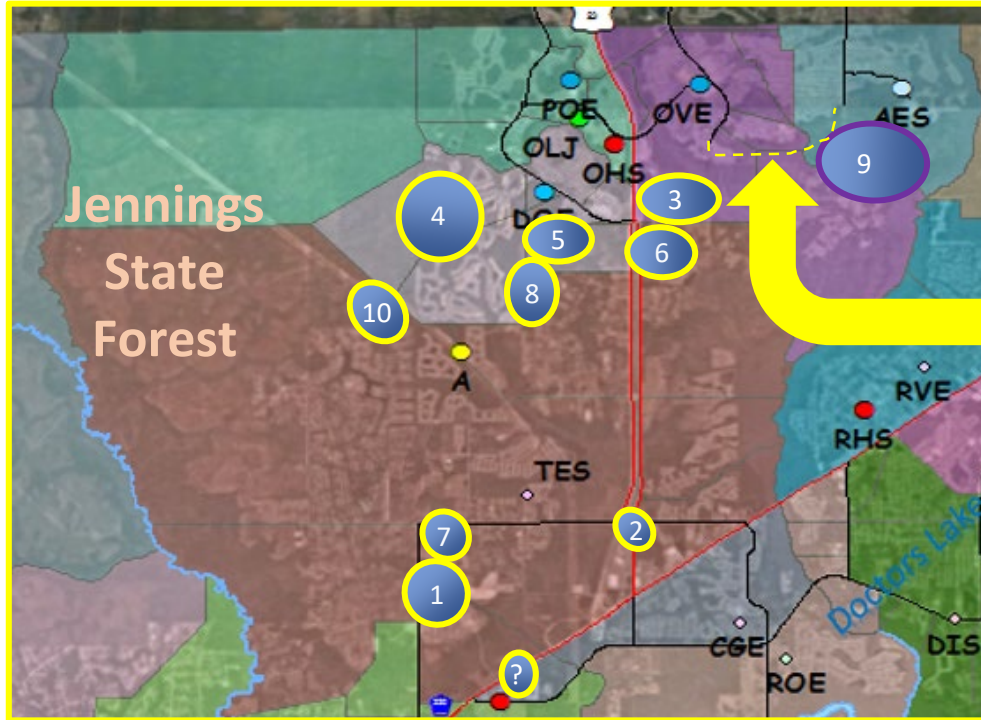 POE
OVE
AES
OLJ
OHS
9
Jennings
State
Forest
4
3
5
6
8
10
A
RVE
RHS
TES
7
2
1
Doctors Lake
CGE
DIS
ROE
?